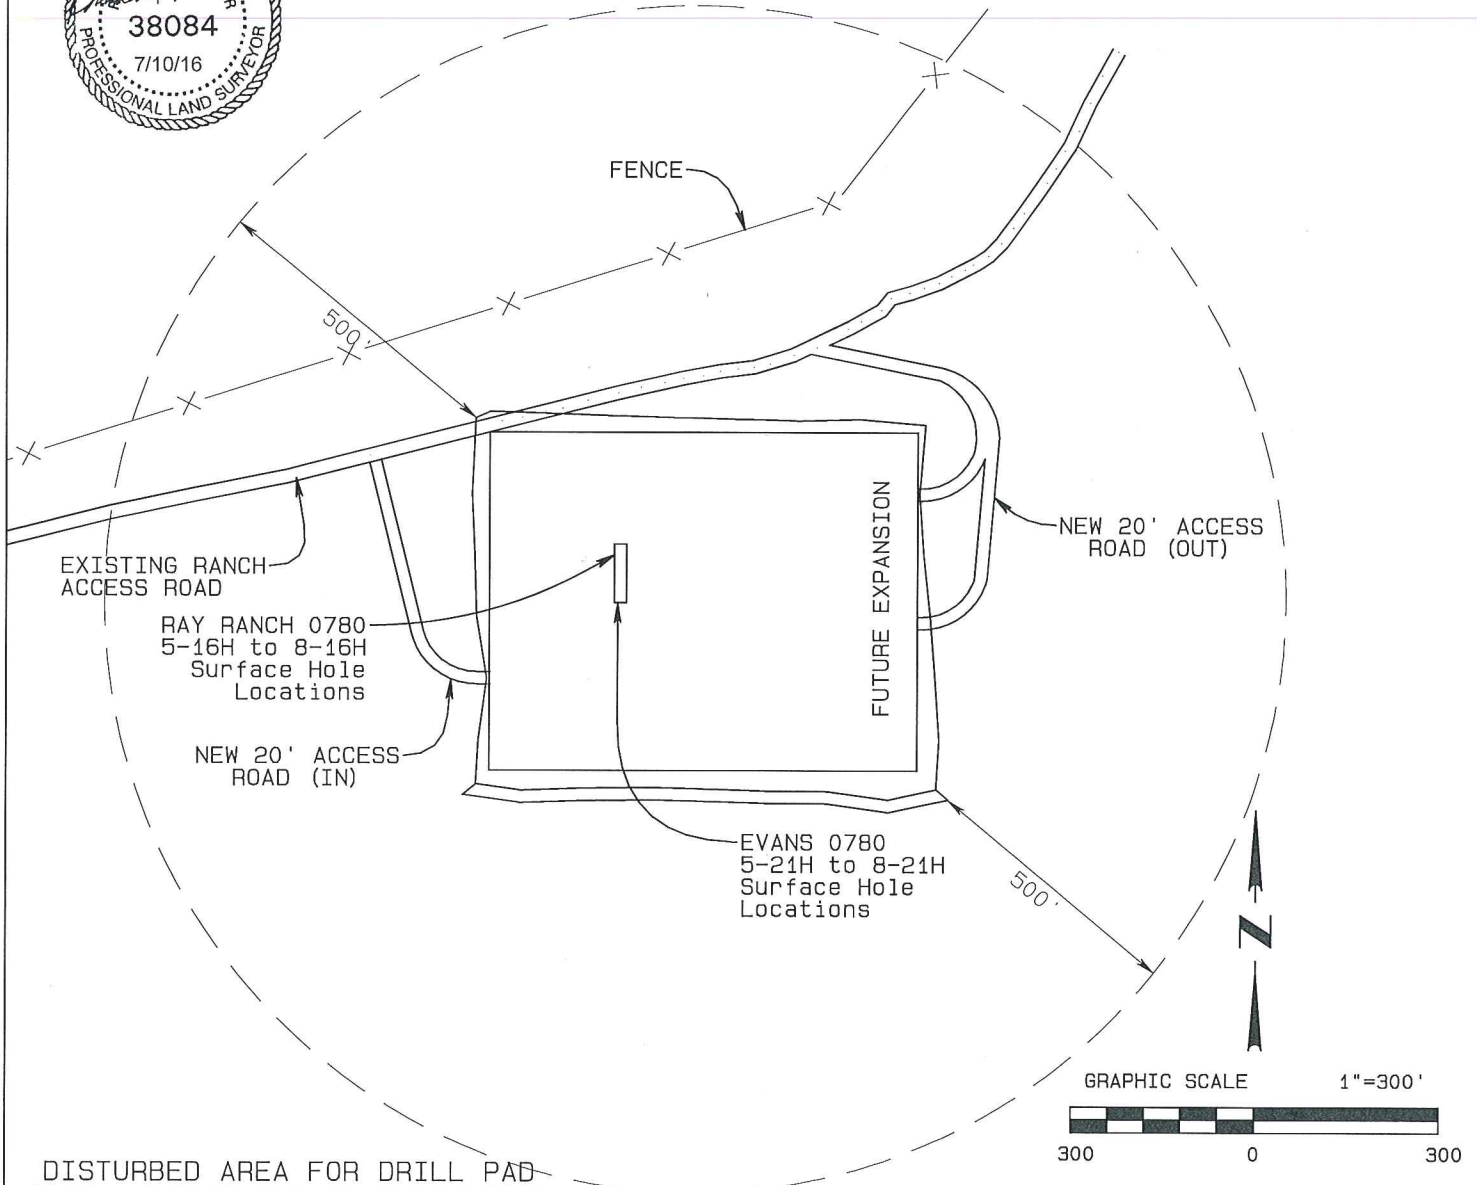 38084
7/10/16
PROFESSIONAL LAND SURVEYOR
FENCE
500'
EXISTING RANCH
ACCESS ROAD
RAY RANCH 0780
5-16H to 8-16H
Surface Hole
Locations
NEW 20' ACCESS
ROAD (IN)
FUTURE EXPANSION
NEW 20' ACCESS
ROAD (OUT)
EVANS 0780
5-21H to 8-21H
Surface Hole
Locations
500'
N
GRAPHIC SCALE 1"=300'
300 0 300
DISTURBED AREA FOR DRILL PAD